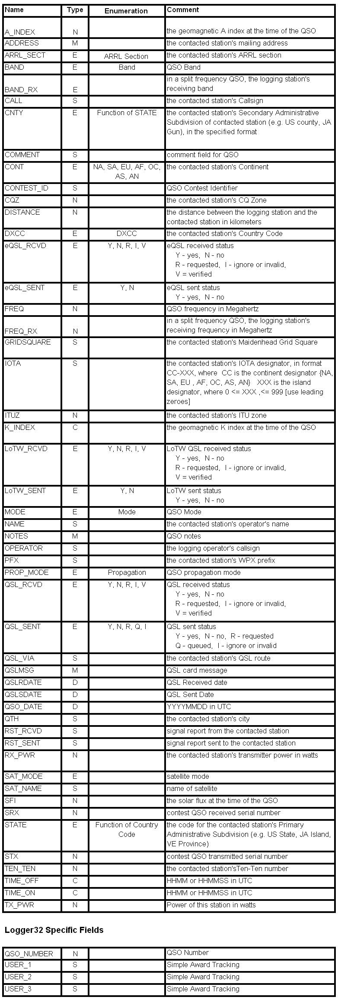 Name Type Enumeration Comment
A_INDEX N the geomagnetic A index at the time of the QSO
ADDRESS M the contacted station's mailing address
ARRL_SECT E ARRL Section the contacted station's ARRL section
BAND E Band QSO Band
BAND_RX E in a split frequency QSO, the logging station's
receiving band
CALL S the contacted station's Callsign
CNTY E Function of STATE the contacted station's Secondary Administrative
Subdivision of contacted station (e.g. US county, JA
Gun), in the specified format
COMMENT S comment field for QSO
CONT E NA, SA, EU, AF, OC, the contacted station's Continent
AS, AN
CONTEST_ID S QSO Contest Identifier
CQZ N the contacted station's CQ Zone
DISTANCE N the distance between the logging station and the
contacted station in kilometers
DXCC E DXCC the contacted station's Country Code
eQSL_RCVD E Y, N, R, I, V eQSL received status
Y - yes, N - no
R - requested, I - ignore or invalid,
V = verified
eQSL_SENT E Y, N eQSL sent status
Y - yes, N - no
FREQ N QSO frequency in Megahertz
FREQ_RX N in a split frequency QSO, the logging station's
receiving frequency in Megahertz
GRIDSQUARE S the contacted station's Maidenhead Grid Square
IOTA S the contacted station's IOTA designator, in format
CC-XXX, where CC is the continent designator {NA,
SA, EU , AF, OC, AS, AN} XXX is the island
designator, where 0 <= XXX ,<= 999 [use leading
zeroes]
ITUZ N the contacted station's ITU zone
K_INDEX C the geomagnetic K index at the time of the QSO
LoTW_RCVD E Y, N, R, I, V LoTW QSL received status
Y - yes, N - no
R - requested, I - ignore or invalid,
V = verified
LoTW_SENT E Y, N LoTW sent status
Y - yes, N - no
MODE E Mode QSO Mode
NAME S the contacted station's operator's name
NOTES M QSO notes
OPERATOR S the logging operator's callsign
PFX S the contacted station's WPX prefix
PROP_MODE E Propagation QSO propagation mode
QSL_RCVD E Y, N, R, I, V QSL received status
Y - yes, N - no
R - requested, I - ignore or invalid,
V = verified
QSL_SENT E Y, N, R, Q, I QSL sent status
Y - yes, N - no, R - requested
Q - queued, I - ignore or invalid
QSL_VIA S the contacted station's QSL route
QSLMSG M QSL card message
QSLRDATE D QSL Received date
QSLSDATE D QSL Sent Date
QSO_DATE D YYYYMMDD in UTC
QTH S the contacted station's city
RST_RCVD S signal report from the contacted station
RST_SENT S signal report sent to the contacted station
RX_PWR N the contacted station's transmitter power in watts
SAT_MODE E satellite mode
SAT_NAME S name of satellite
SFI N the solar flux at the time of the QSO
SRX N contest QSO received serial number
STATE E Function of Country the code for the contacted station's Primary
Code Administrative Subdivision (e.g. US State, JA Island,
VE Province)
STX N contest QSO transmitted serial number
TEN_TEN N the contacted station'sTen-Ten number
TIME_OFF C HHMM or HHMMSS in UTC
TIME_ON C HHMM or HHMMSS in UTC
TX_PWR N Power of this station in watts
Logger32 Specific Fields
QSO_NUMBER N QSO Number
USER_1 S Simple Award Tracking
USER_2 S Simple Award Tracking
USER_3 S Simple Award Tracking